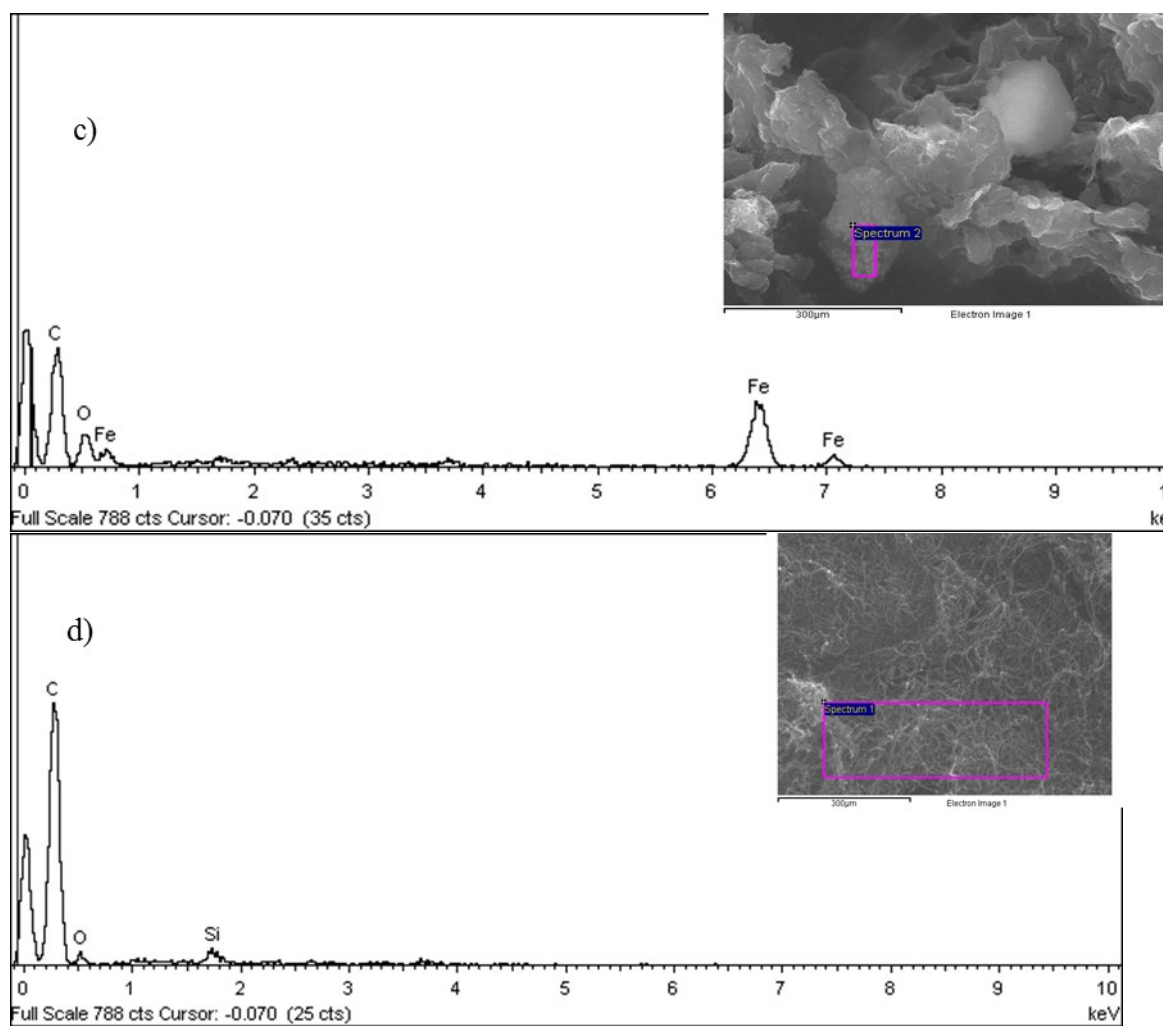 c)
Spectrum 2
300µm Electron Image 1
C
O
Fe
Fe
Fe
0 1 2 3 4 5 6 7 8 9 1
Full Scale 788 cts Cursor: -0.070 (35 cts) ke
d)
Spectrum 1
300µm Electron Image 1
C
O
Si
0 1 2 3 4 5 6 7 8 9 10
Full Scale 788 cts Cursor: -0.070 (25 cts) keV